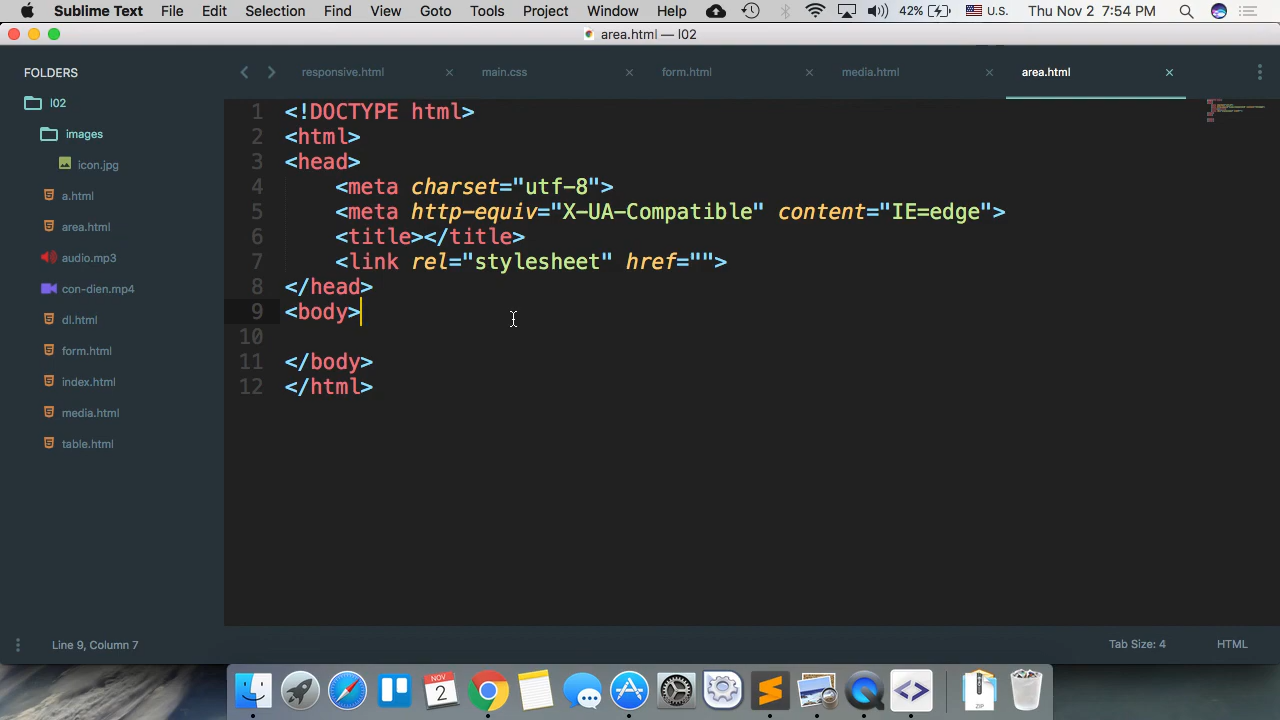 Sublime Text File Edit Selection Find View Goto Tools Project Window Help 42% U.S. Thu Nov 2 7:54 PM
area.html — l02
FOLDERS
l02
images
icon.jpg
a.html
area.html
audio.mp3
con-dien.mp4
dl.html
form.html
index.html
media.html
table.html
responsive.html × main.css × form.html × media.html × area.html ×
1 <!DOCTYPE html>
2 <html>
3 <head>
4 <meta charset="utf-8">
5 <meta http-equiv="X-UA-Compatible" content="IE=edge">
6 <title></title>
7 <link rel="stylesheet" href="">
8 </head>
9 <body>
10
11 </body>
12 </html>
Line 9, Column 7 Tab Size: 4 HTML
NOV
2
ZIP